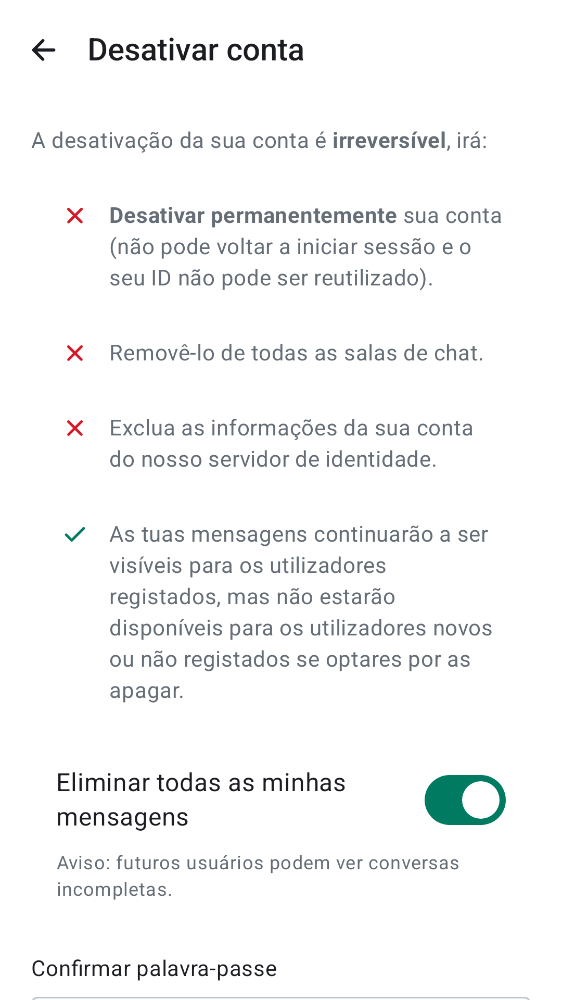 Desativar conta
A desativação da sua conta é irreversível, irá:
Desativar permanentemente sua conta
(não pode voltar a iniciar sessão e o
seu ID não pode ser reutilizado).
Removê-lo de todas as salas de chat.
Exclua as informações da sua conta
do nosso servidor de identidade.
As tuas mensagens continuarão a ser
visíveis para os utilizadores
registados, mas não estarão
disponíveis para os utilizadores novos
ou não registados se optares por as
apagar.
Eliminar todas as minhas
mensagens
Aviso: futuros usuários podem ver conversas
incompletas.
Confirmar palavra-passe